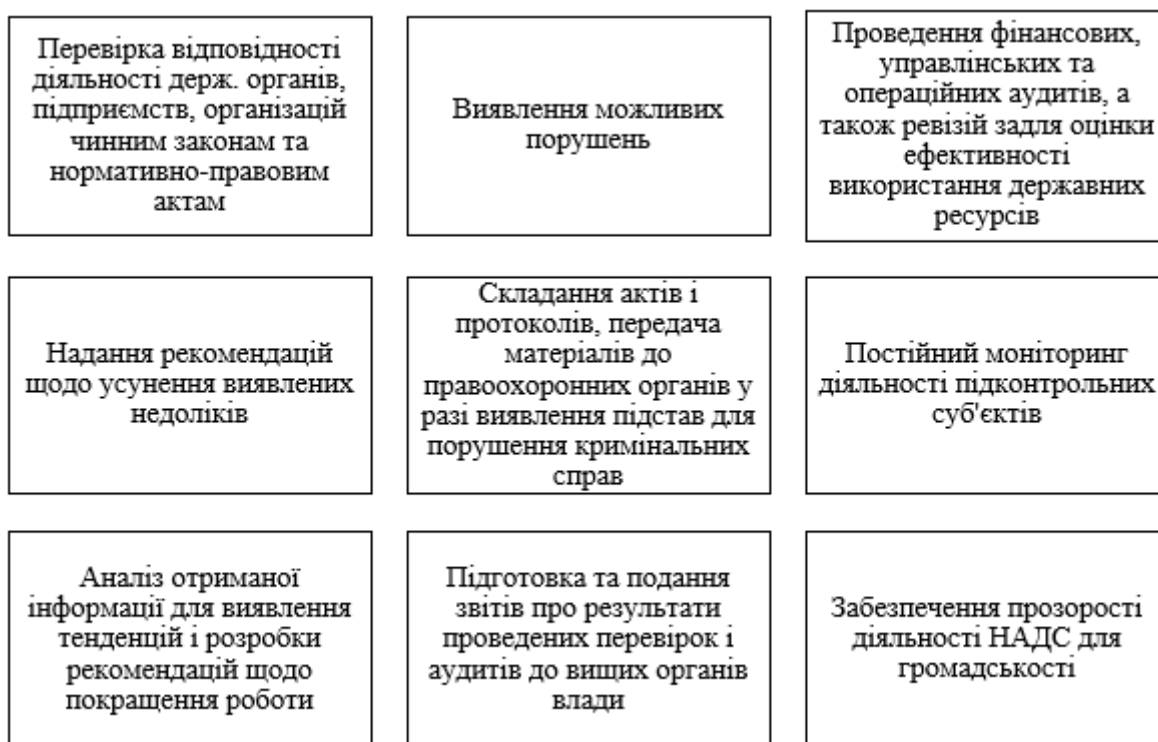 Перевірка відповідності
діяльності держ. органів,
підприємств, організацій
чинним законам та
нормативно-правовим
актам
Виявлення можливих
порушень
Проведення фінансових,
управлінських та
операційних аудитів, а
також ревізій задля оцінки
ефективності
використання державних
ресурсів
Надання рекомендацій
щодо усунення виявлених
недоліків
Складання актів і
протоколів, передача
матеріалів до
правоохоронних органів у
разі виявлення підстав для
порушення кримінальних
справ
Постійний моніторинг
діяльності підконтрольних
суб'єктів
Аналіз отриманої
інформації для виявлення
тенденцій і розробки
рекомендацій щодо
покращення роботи
Підготовка та подання
звітів про результати
проведених перевірок і
аудитів до вищих органів
влади
Забезпечення прозорості
діяльності НАДС для
громадськості